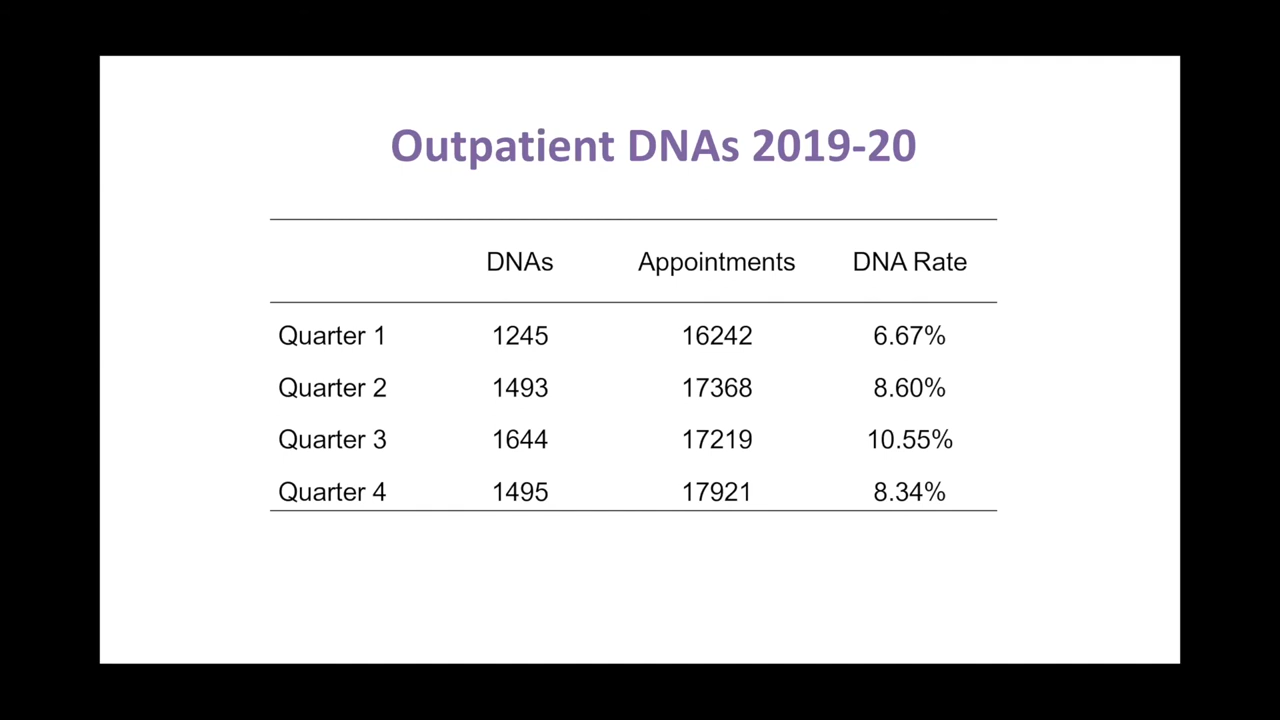 Outpatient DNAs 2019-20
DNAs Appointments DNA Rate
Quarter 1 1245 16242 6.67%
Quarter 2 1493 17368 8.60%
Quarter 3 1644 17219 10.55%
Quarter 4 1495 17921 8.34%